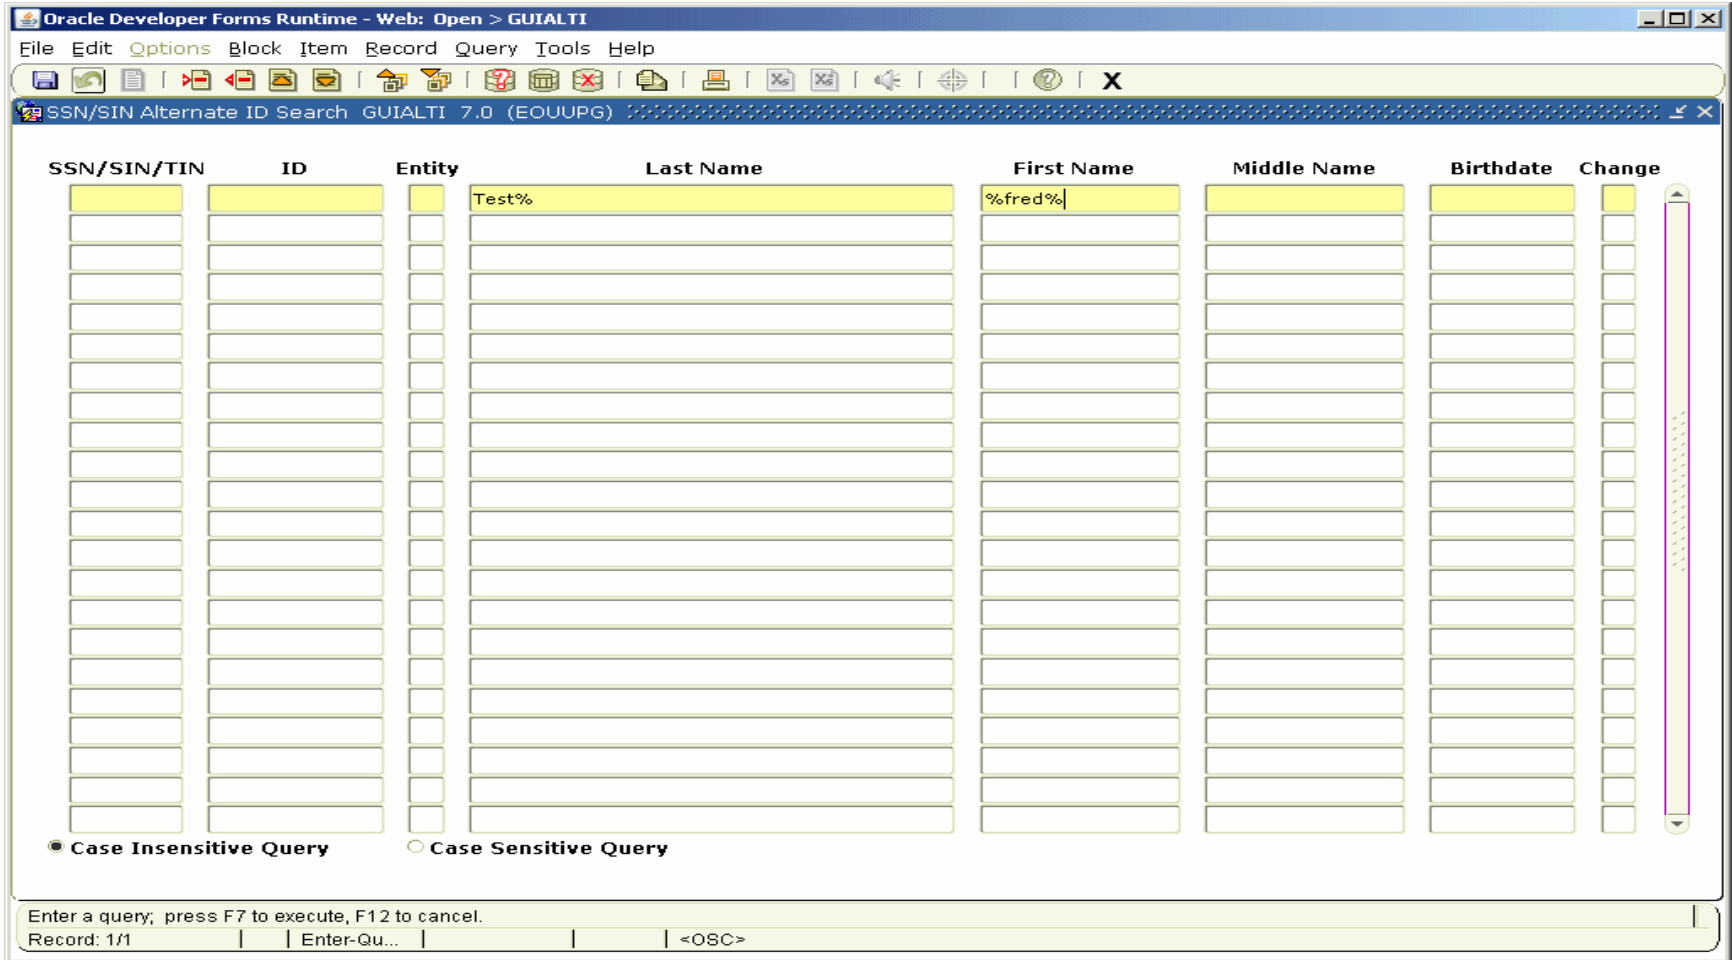 Oracle Developer Forms Runtime - Web: Open > GUIALTI
File Edit Options Block Item Record Query Tools Help
SSN/SIN Alternate ID Search GUIALTI 7.0 (EOUUPG)
SSN/SIN/TIN ID Entity Last Name First Name Middle Name Birthdate Change
Test% %fred%
Case Insensitive Query Case Sensitive Query
Enter a query; press F7 to execute, F12 to cancel.
Record: 1/1 Enter-Qu... <OSC>